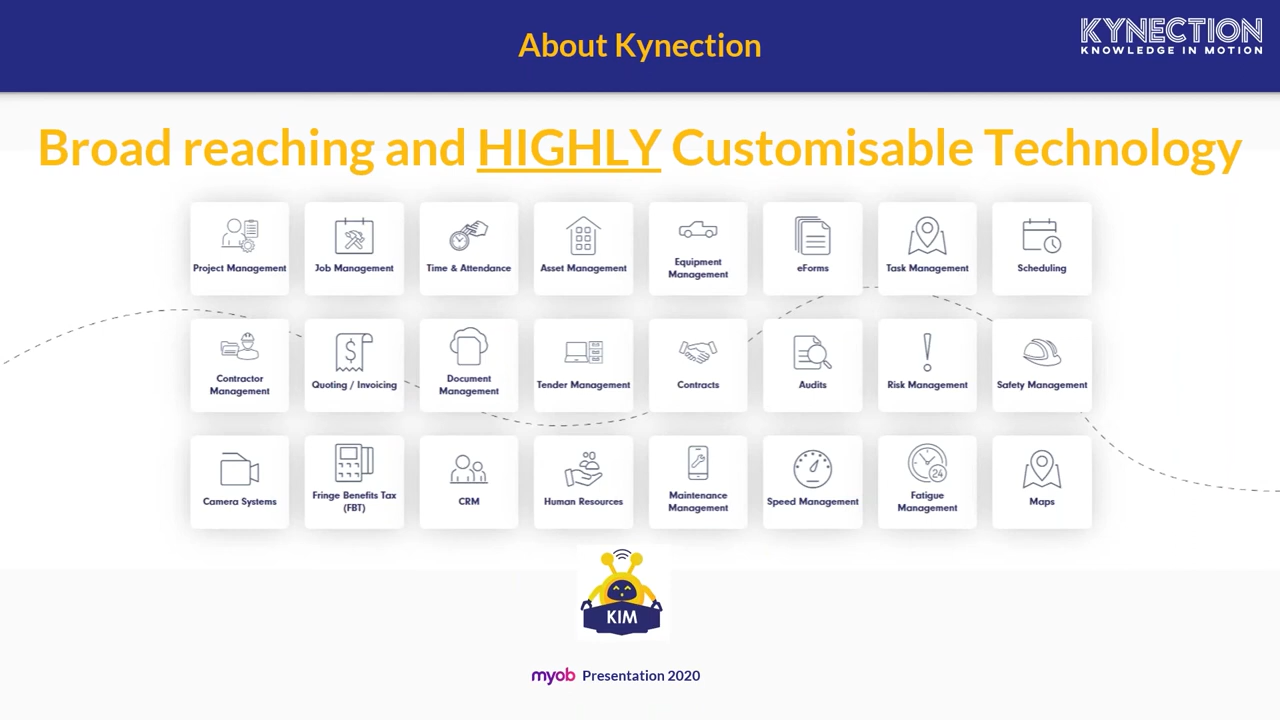 About Kynection
KYNECTION
KNOWLEDGE IN MOTION
Broad reaching and HIGHLY Customisable Technology
Project Management
Job Management
Time & Attendance
Asset Management
Equipment
Management
eForms
Task Management
Scheduling
Contractor
Management
Quoting / Invoicing
Document
Management
Tender Management
Contracts
Audits
Risk Management
Safety Management
Camera Systems
Fringe Benefits Tax
(FBT)
CRM
Human Resources
Maintenance
Management
Speed Management
24
Fatigue
Management
Maps
KIM
myob Presentation 2020